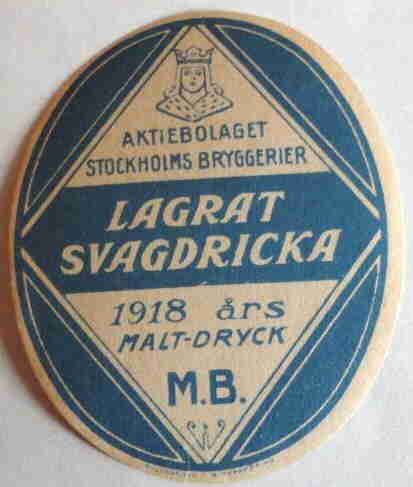 AKTIEBOLAGET
STOCKHOLMS BRYGGERIER
LAGRAT
SVAGDRICKA
1918 års
MALT-DRYCK
M.B.